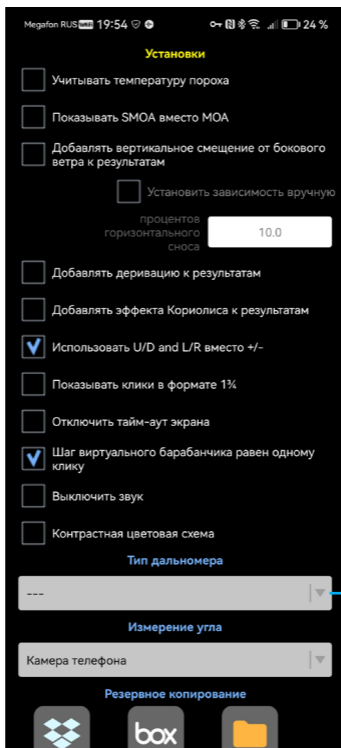 Megafon RUS 19:54 24 %
Установки
Учитывать температуру пороха
Показывать SMOA вместо MOA
Добавлять вертикальное смещение от бокового
ветра к результатам
Установить зависимость вручную
процентов
горизонтального
сноса
10.0
Добавлять деривацию к результатам
Добавлять эффекта Кориолиса к результатам
Использовать U/D and L/R вместо +/-
Показывать клики в формате 1¾
Отключить тайм-аут экрана
Шаг виртуального барабанчика равен одному
клику
Выключить звук
Контрастная цветовая схема
Тип дальномера
---
Измерение угла
Камера телефона
Резервное копирование
box